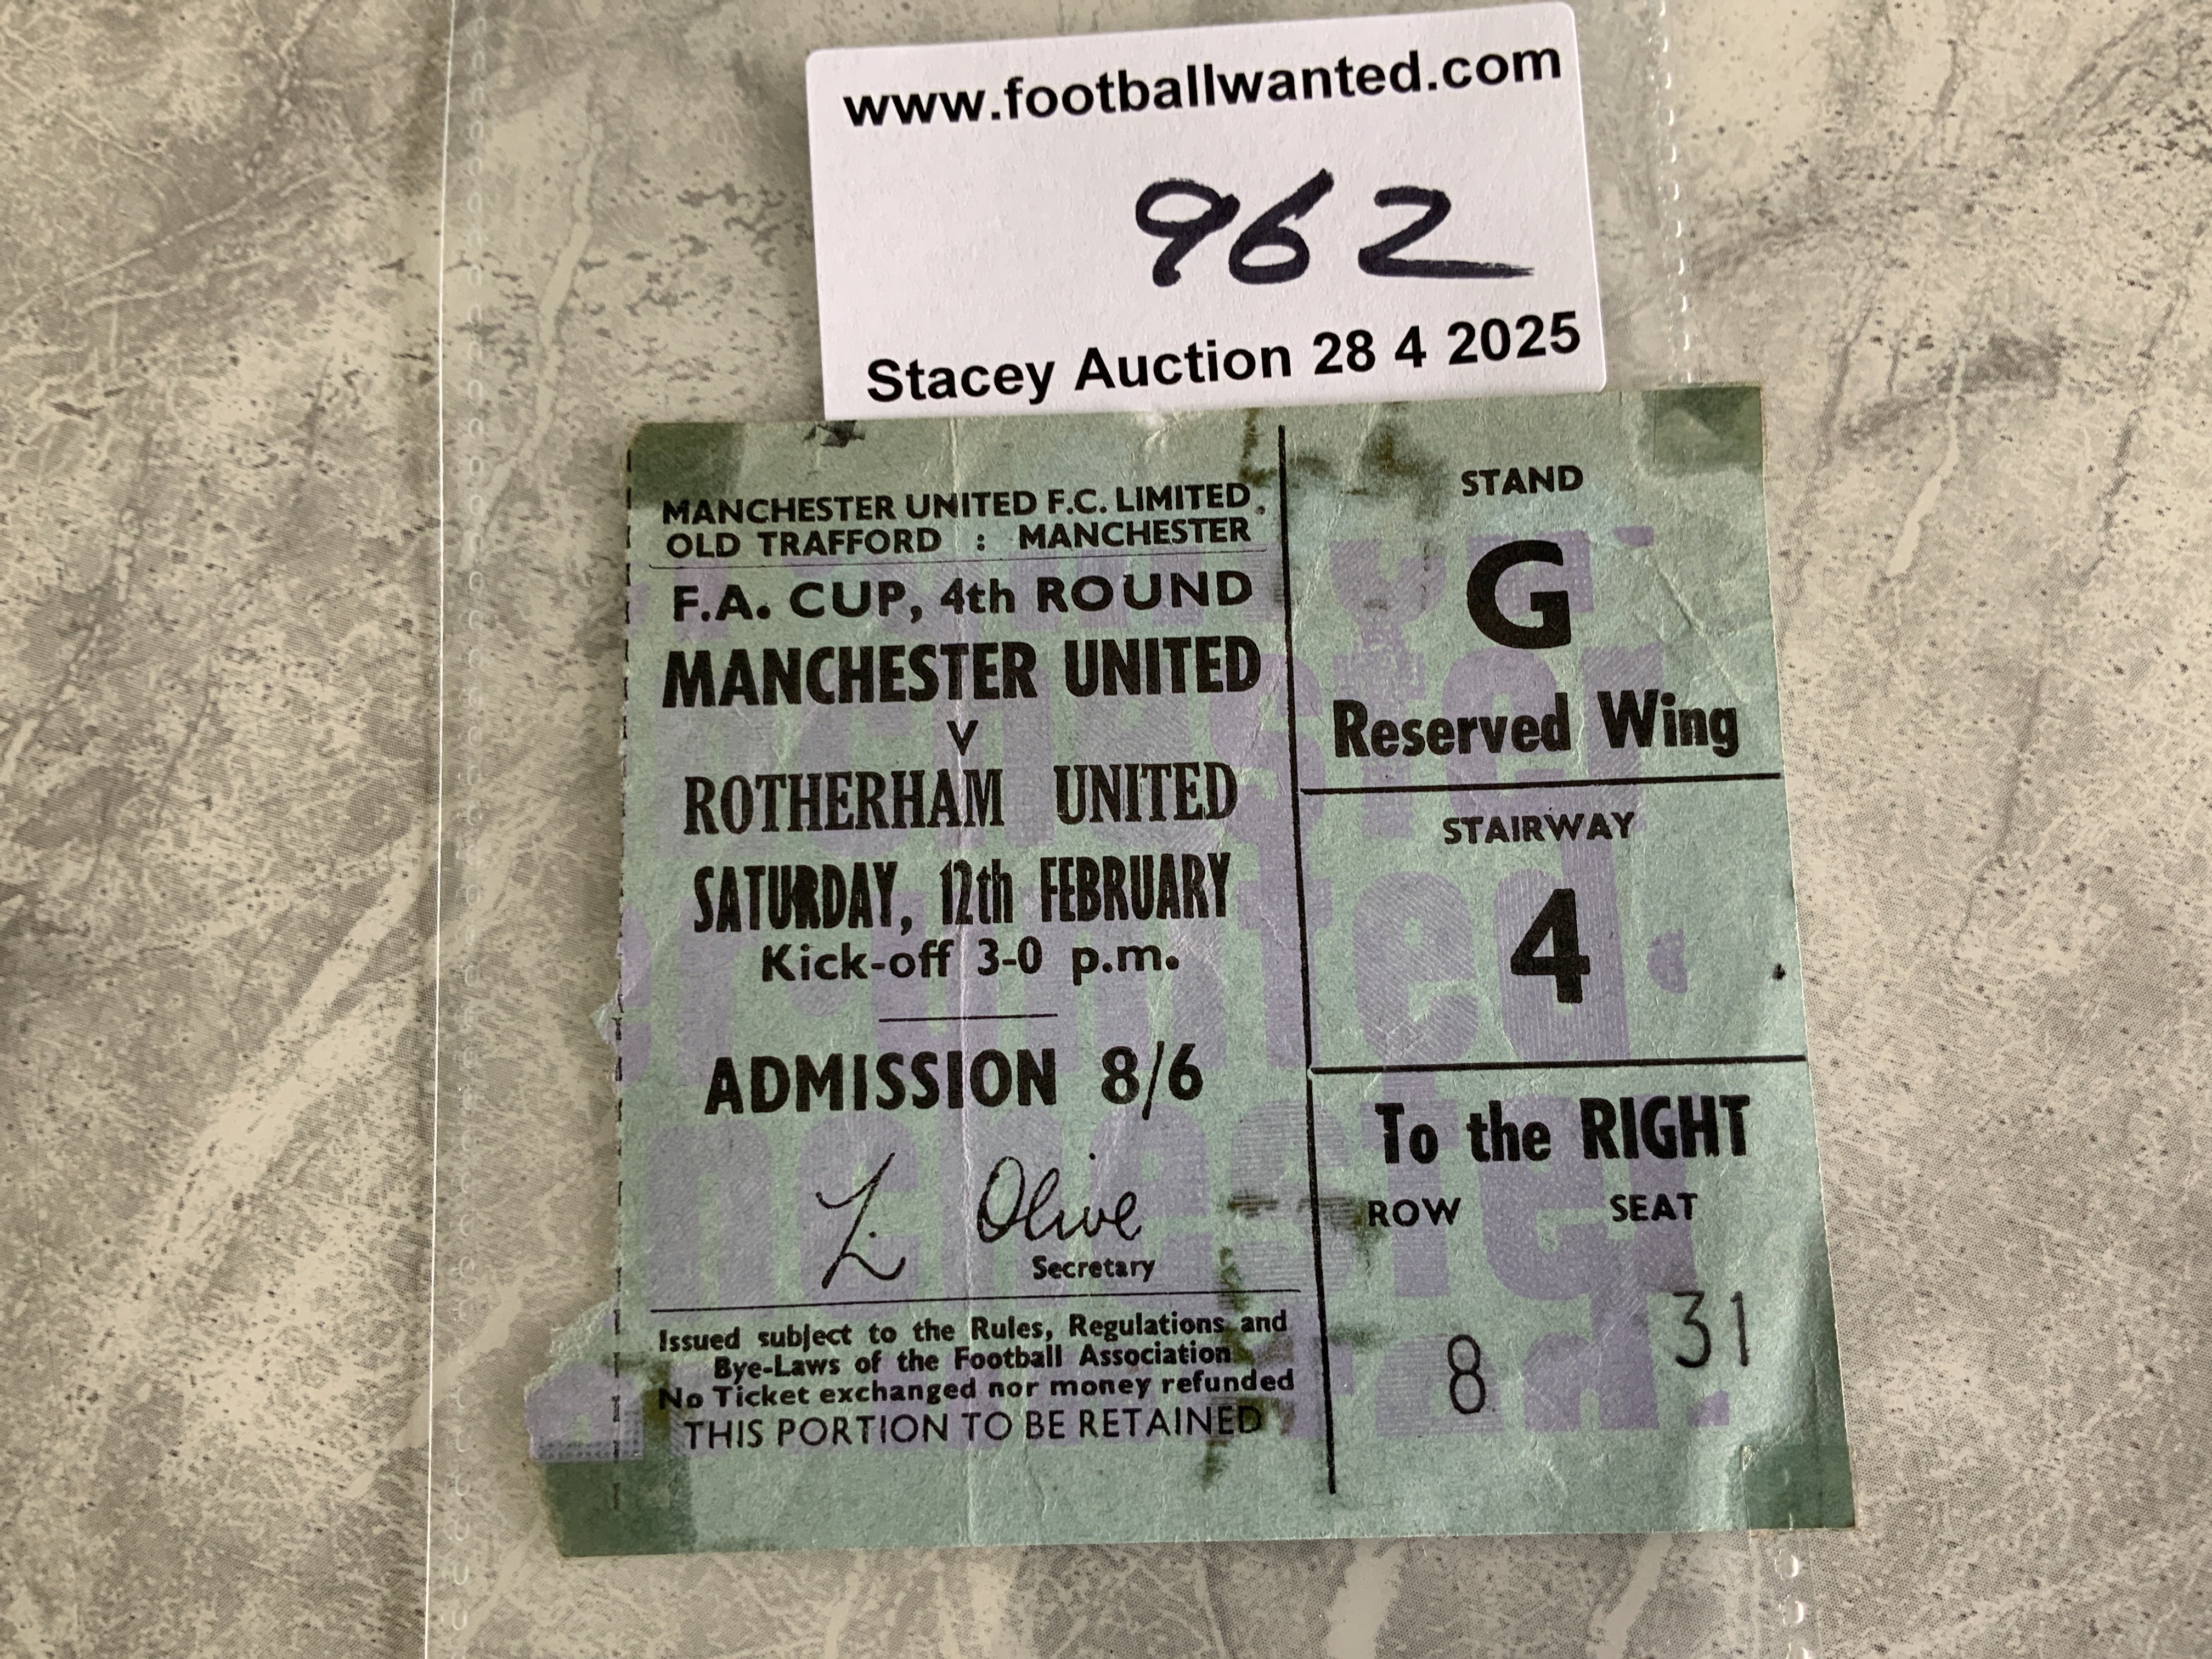 www.footballwanted.com
962
Stacey Auction 28 4 2025
MANCHESTER UNITED F.C. LIMITED.
OLD TRAFFORD : MANCHESTER
F.A. CUP, 4th ROUND
MANCHESTER UNITED
V
ROTHERHAM UNITED
SATURDAY, 12th FEBRUARY
Kick-off 3-0 p.m.
ADMISSION 8/6
L. Olive
Secretary
Issued subject to the Rules, Regulations and
Bye-Laws of the Football Association
No Ticket exchanged nor money refunded
THIS PORTION TO BE RETAINED
STAND
G
Reserved Wing
STAIRWAY
4
To the RIGHT
ROW SEAT
8 31